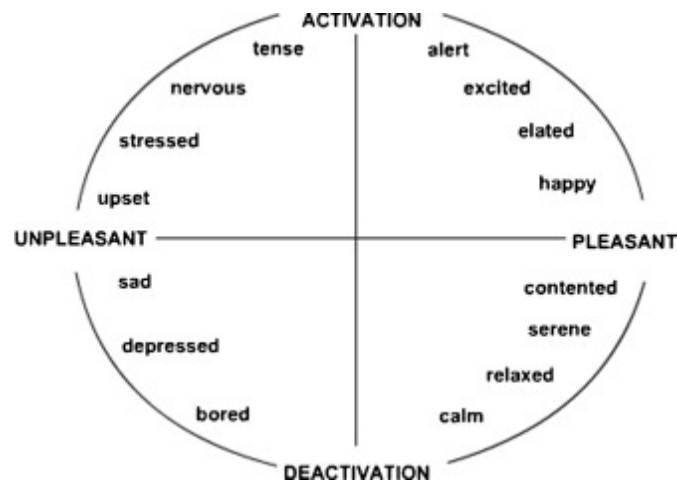 ACTIVATION
tense
alert
nervous
excited
stressed
elated
upset
happy
UNPLEASANT
PLEASANT
sad
contented
serene
depressed
relaxed
bored
calm
DEACTIVATION